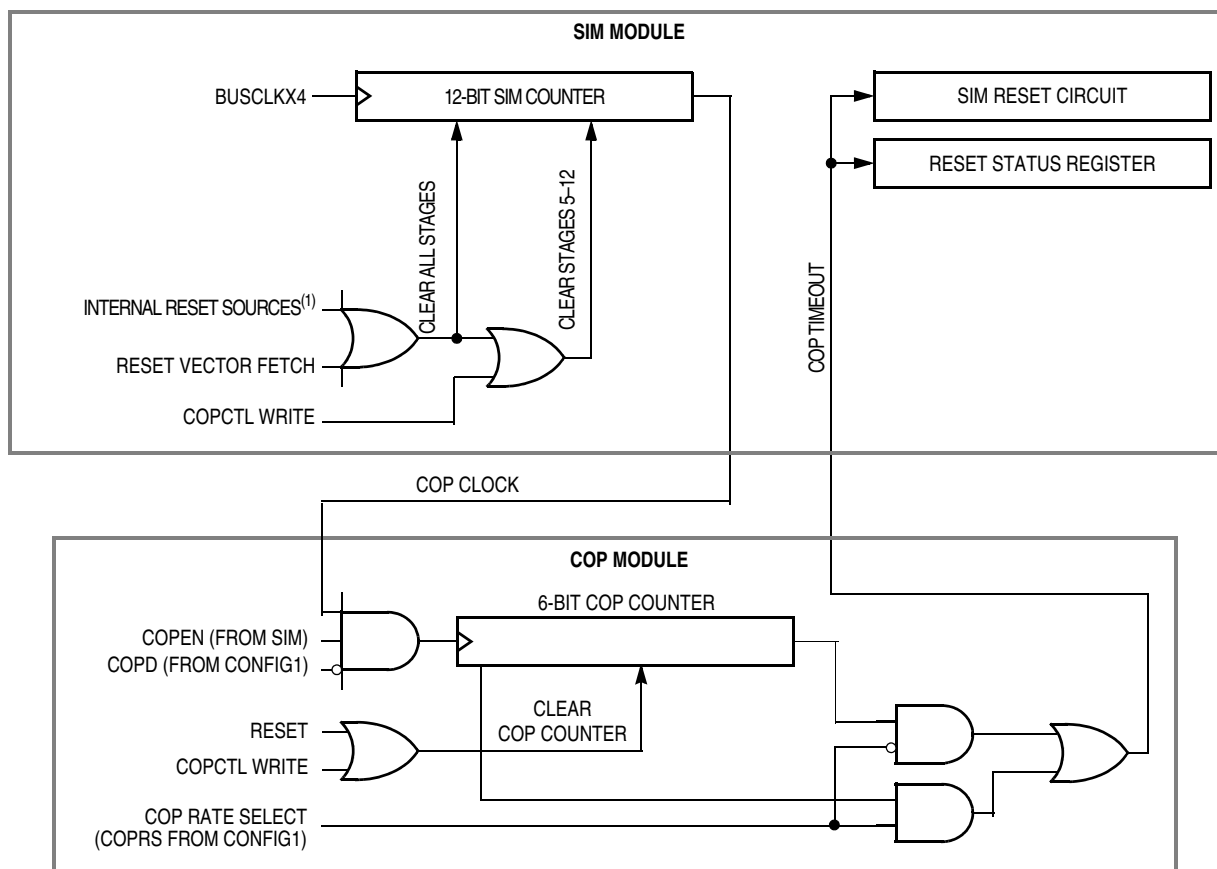 SIM MODULE
BUSCLKX4
12-BIT SIM COUNTER
SIM RESET CIRCUIT
RESET STATUS REGISTER
CLEAR ALL STAGES
CLEAR STAGES 5–12
COP TIMEOUT
INTERNAL RESET SOURCES(1)
RESET VECTOR FETCH
COPCTL WRITE
COP CLOCK
COP MODULE
6-BIT COP COUNTER
COPEN (FROM SIM)
COPD (FROM CONFIG1)
CLEAR
COP COUNTER
RESET
COPCTL WRITE
COP RATE SELECT
(COPRS FROM CONFIG1)